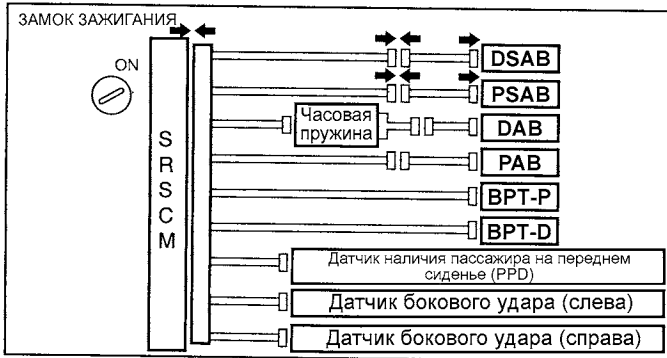 ЗАМОК ЗАЖИГАНИЯ
ON
SRSCM
DSAB
PSAB
Часовая
пружина
DAB
PAB
BPT-P
BPT-D
Датчик наличия пассажира на переднем
сиденье (PPD)
Датчик бокового удара (слева)
Датчик бокового удара (справа)